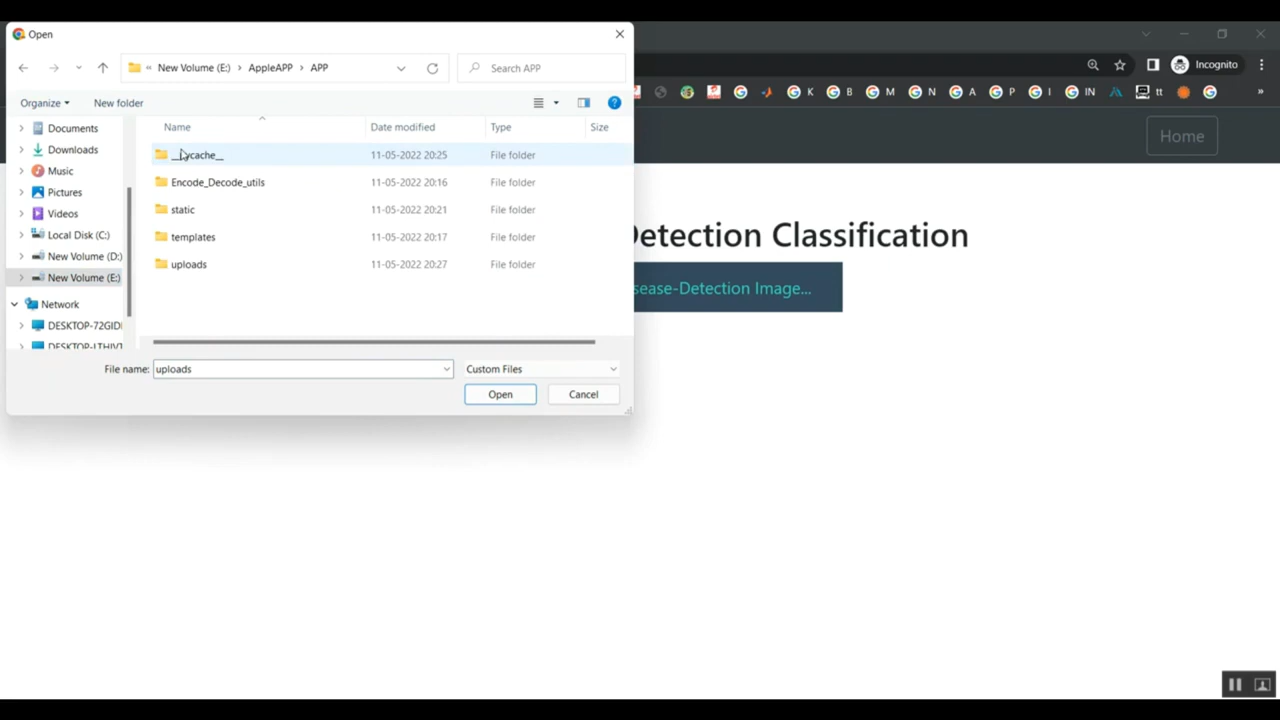 Open
Incognito
« New Volume (E:) > AppleAPP > APP
Search APP
Organize
New folder
K
B
M
N
A
P
I
IN
tt
»
Name
Date modified
Type
Size
Documents
Downloads
Music
Pictures
Videos
Local Disk (C:)
New Volume (D:)
New Volume (E:)
Network
DESKTOP-72GID
11-05-2022 20:25
File folder
Encode_Decode_utils
11-05-2022 20:16
File folder
static
11-05-2022 20:21
File folder
templates
11-05-2022 20:17
File folder
uploads
11-05-2022 20:27
File folder
File name:
uploads
Custom Files
Open
Cancel
Home
Detection Classification
sease-Detection Image...